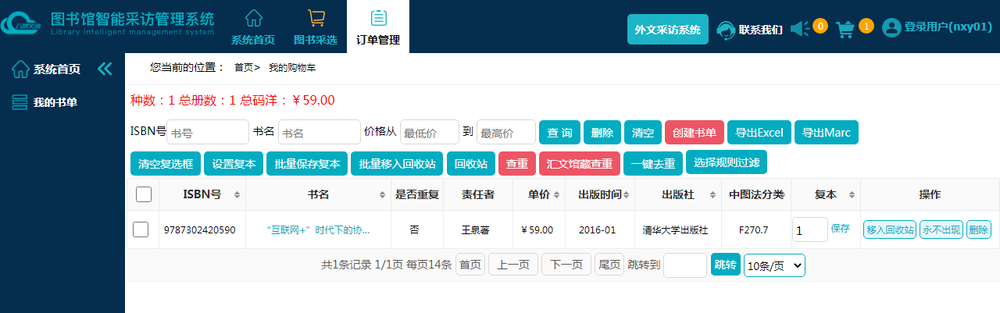 图书馆智能采访管理系统
Library intelligent management system
系统首页 图书采选 订单管理
外文采访系统 联系我们 0 1 登录用户(nxy01)
系统首页
我的书单
您当前的位置： 首页> 我的购物车
种数：1 总册数：1 总码洋：￥59.00
ISBN号 书号 书名 书名 价格从 最低价 到 最高价 查 询 删除 清空 创建书单 导出Excel 导出Marc
清空复选框 设置复本 批量保存复本 批量移入回收站 回收站 查重 汇文馆藏查重 一键去重 选择规则过滤
ISBN号 书名 是否重复 责任者 单价 出版时间 出版社 中图法分类 复本 操作
9787302420590 “互联网+”时代下的协... 否 王泉著 ￥59.00 2016-01 清华大学出版社 F270.7 1 保存 移入回收站 永不出现 删除
共1条记录 1/1页 每页14条 首页 上一页 下一页 尾页 跳转到 跳转 10条/页